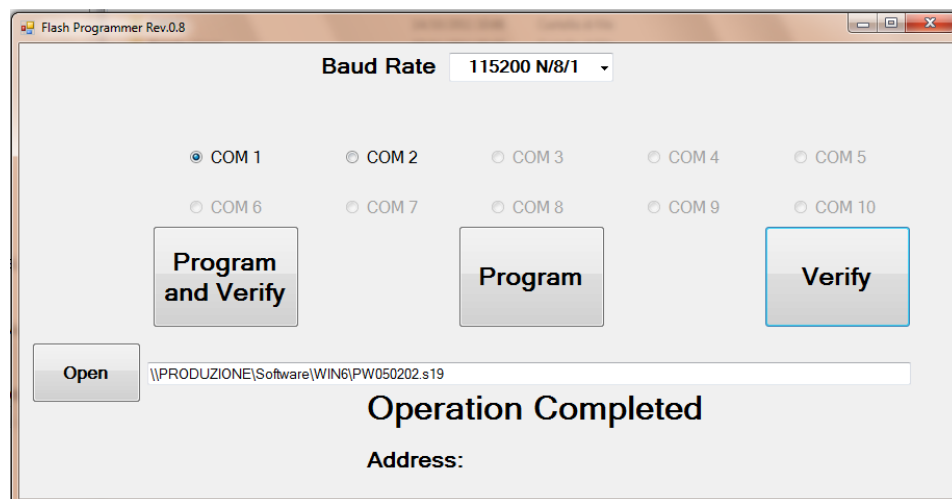 Flash Programmer Rev.0.8
Baud Rate 115200 N/8/1
COM 1 COM 2 COM 3 COM 4 COM 5
COM 6 COM 7 COM 8 COM 9 COM 10
Program and Verify
Program
Verify
Open \\PRODUZIONE\Software\WIN6\PW050202.s19
Operation Completed
Address: